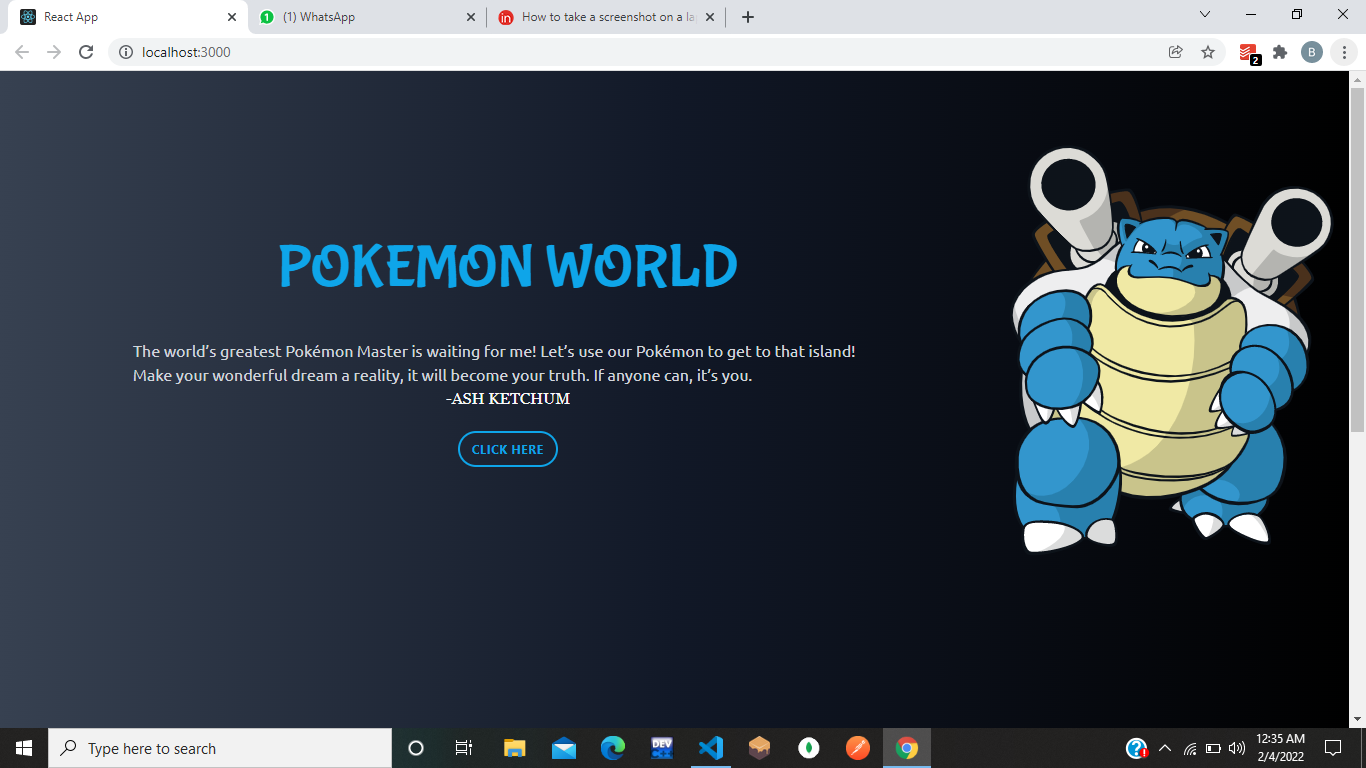 React App
(1) WhatsApp
How to take a screenshot on a la
localhost:3000
2
B
POKEMON WORLD
The world’s greatest Pokémon Master is waiting for me! Let’s use our Pokémon to get to that island!
Make your wonderful dream a reality, it will become your truth. If anyone can, it’s you.
-ASH KETCHUM
CLICK HERE
Type here to search
DEV
12:35 AM
2/4/2022